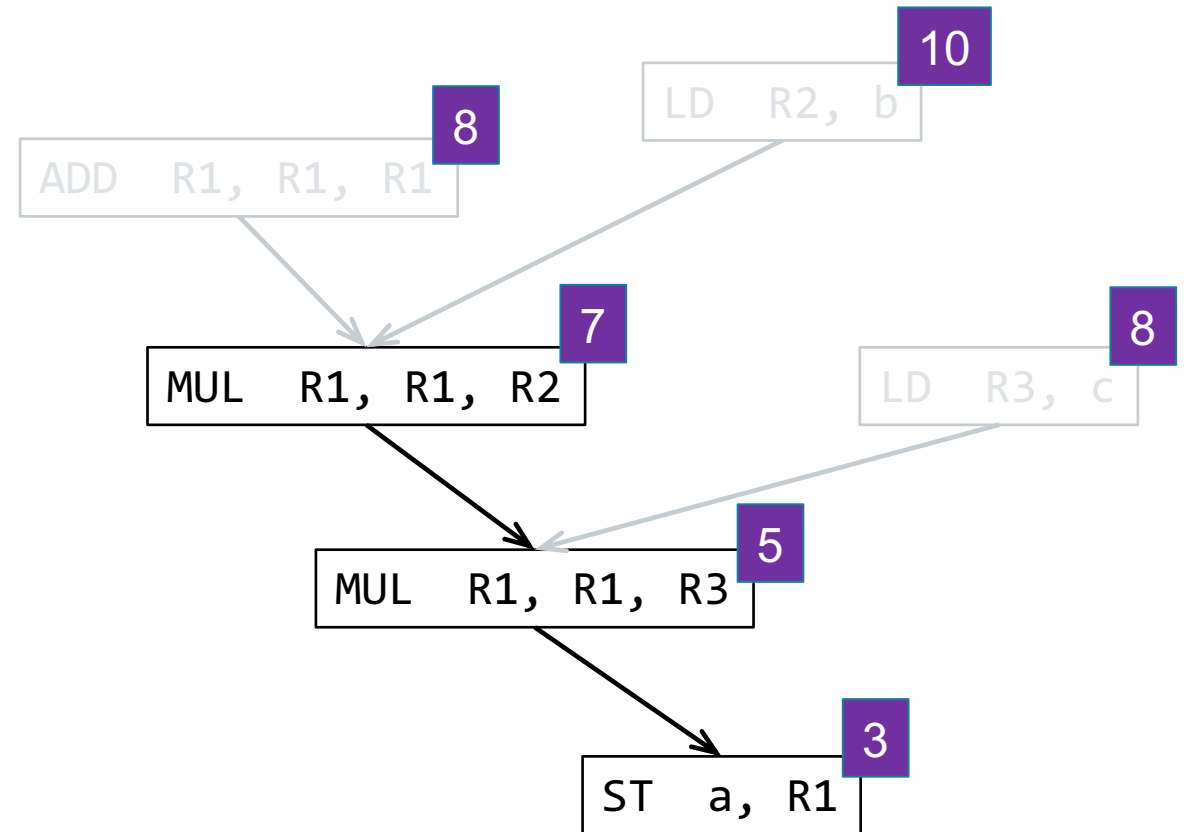 10
LD R2, b
8
ADD R1, R1, R1
7
MUL R1, R1, R2
8
LD R3, c
5
MUL R1, R1, R3
3
ST a, R1